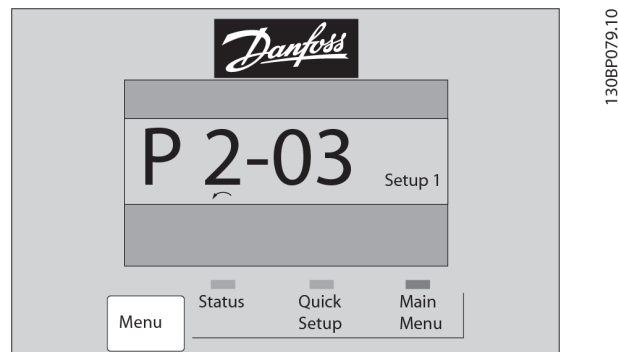 Danfoss
P 2-03
Setup 1
Status
Quick
Setup
Main
Menu
Menu
130BP079.10